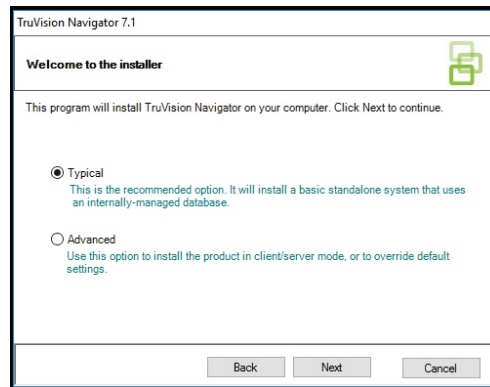 TruVision Navigator 7.1
Welcome to the installer
This program will install TruVision Navigator on your computer. Click Next to continue.
Typical
This is the recommended option. It will install a basic standalone system that uses
an internally-managed database.
Advanced
Use this option to install the product in client/server mode, or to override default
settings.
Back Next Cancel